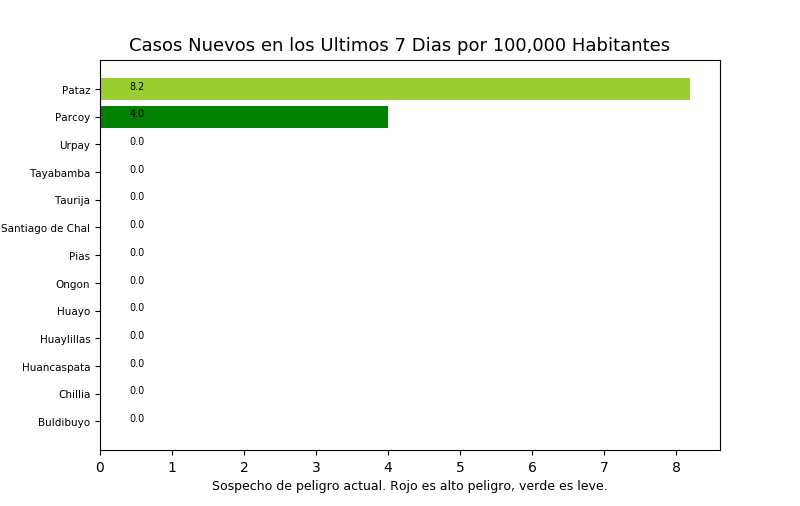 Casos Nuevos en los Ultimos 7 Dias por 100,000 Habitantes
Pataz 8.2
Parcoy 4.0
Urpay 0.0
Tayabamba 0.0
Taurija 0.0
Santiago de Chal 0.0
Pias 0.0
Ongon 0.0
Huayo 0.0
Huaylillas 0.0
Huancaspata 0.0
Chillia 0.0
Buldibuyo 0.0
0 1 2 3 4 5 6 7 8
Sospecho de peligro actual. Rojo es alto peligro, verde es leve.